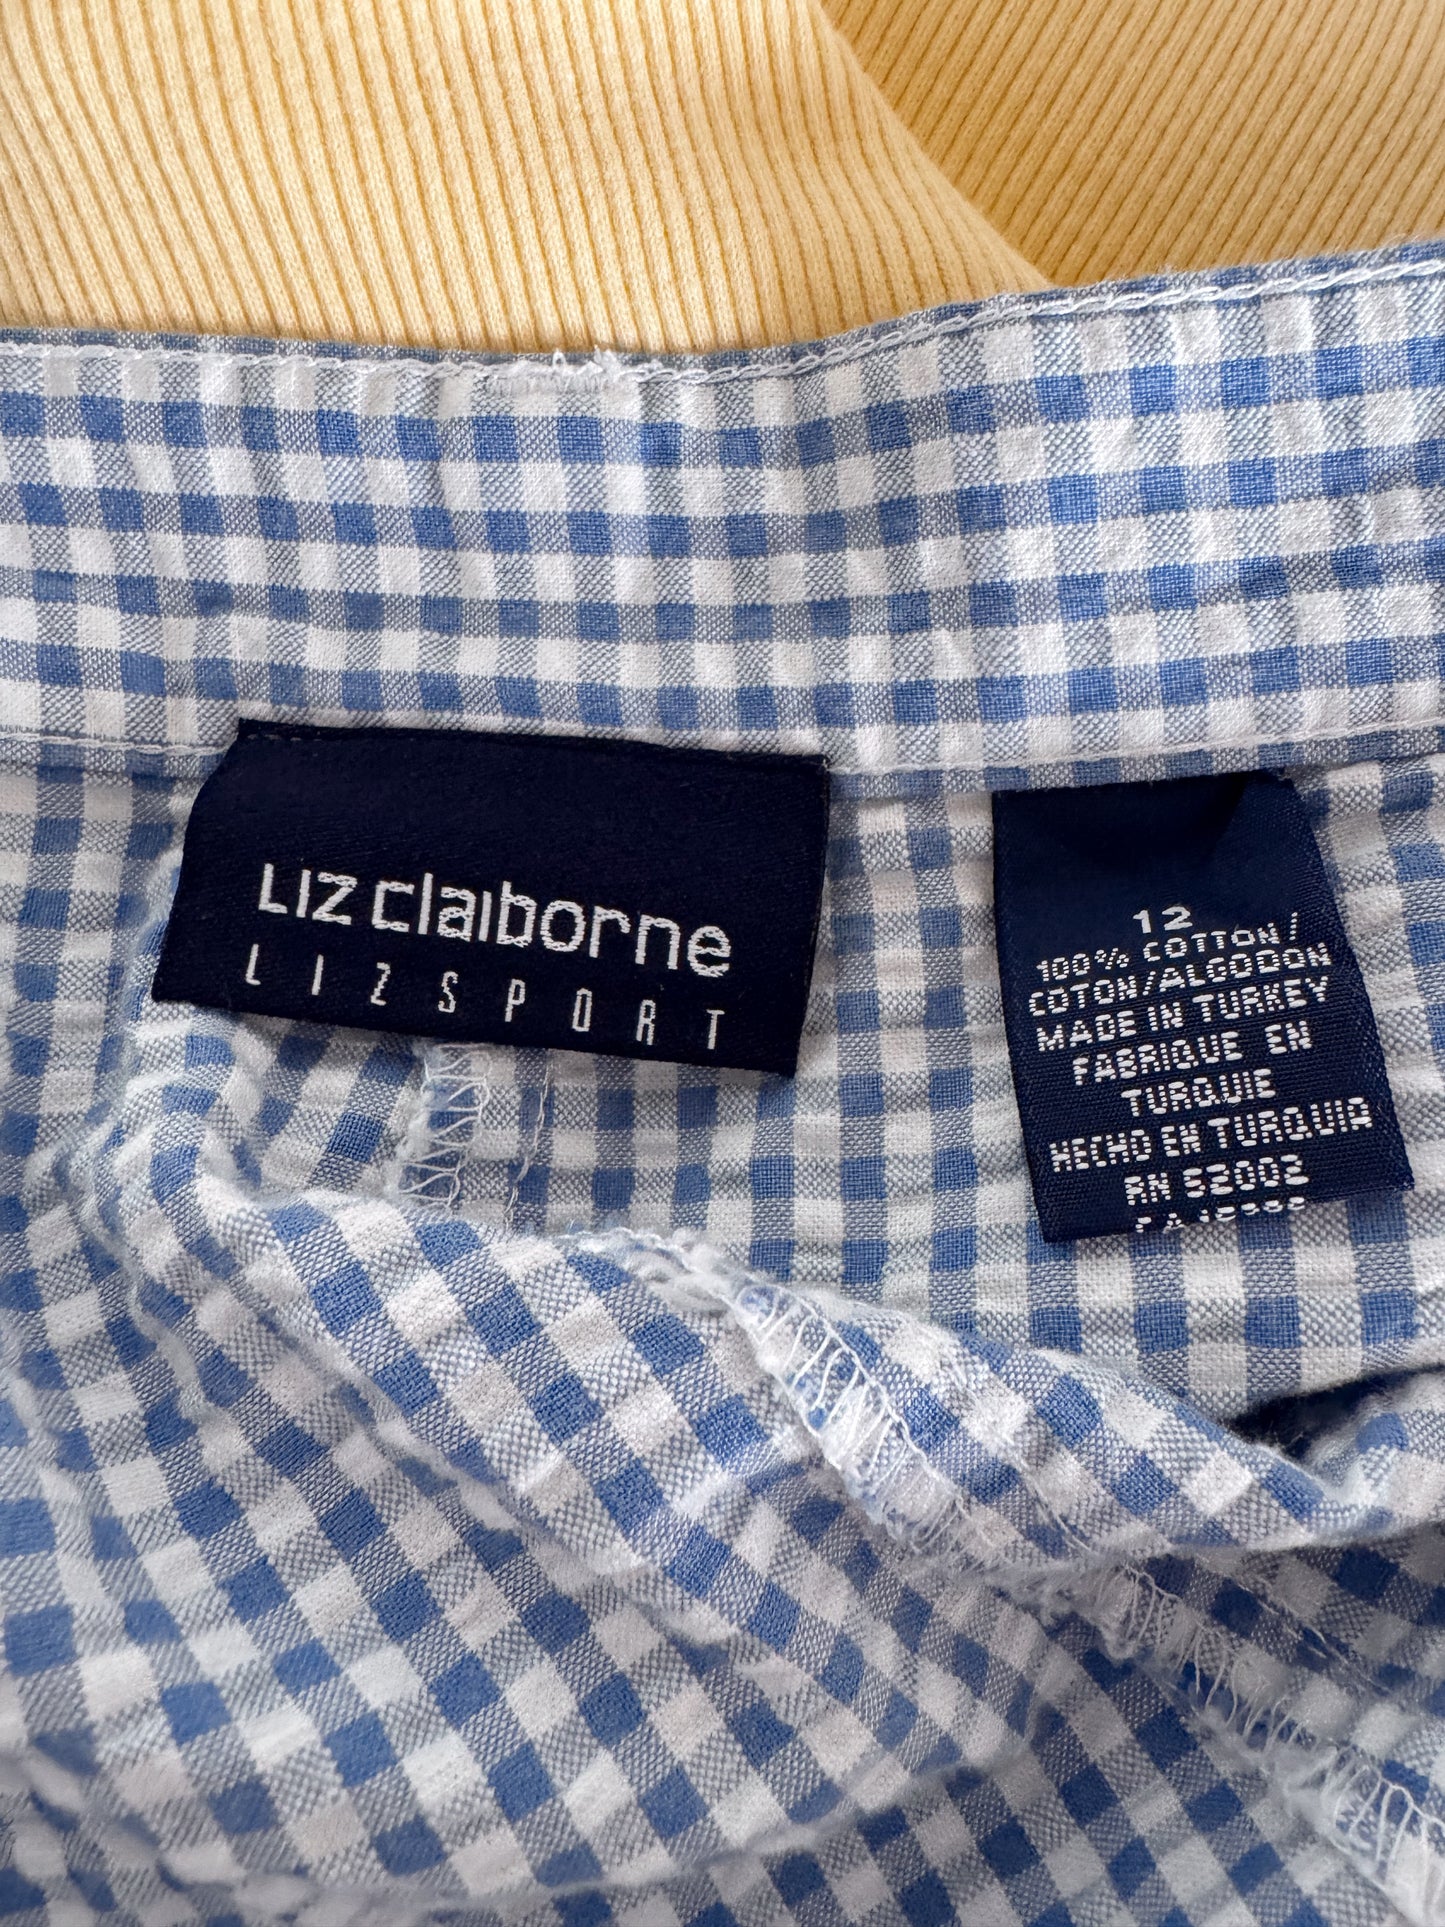 Liz claiborne
LIZSPORT
12
100% COTTON/
COTON/ALGODON
MADE IN TURKEY
FABRIQUE EN
TURQUIE
HECHO EN TURQUIA
RN 52002